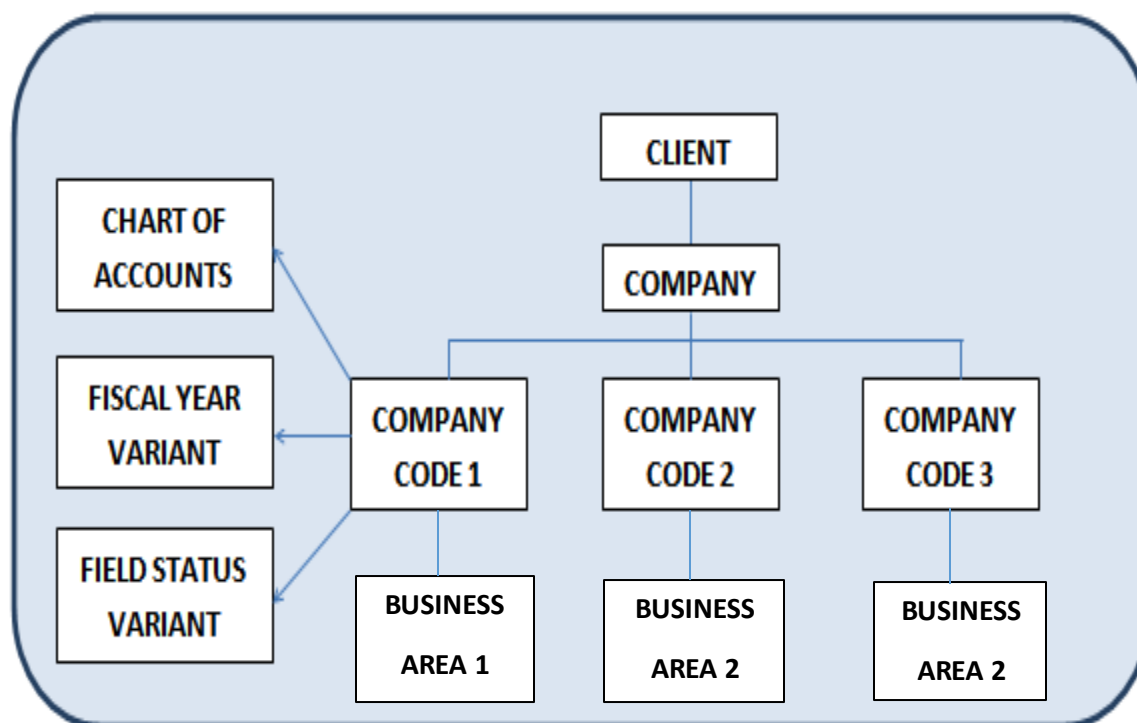 CLIENT
CHART OF
ACCOUNTS
COMPANY
FISCAL YEAR
VARIANT
COMPANY
CODE 1
COMPANY
CODE 2
COMPANY
CODE 3
FIELD STATUS
VARIANT
BUSINESS
AREA 1
BUSINESS
AREA 2
BUSINESS
AREA 2